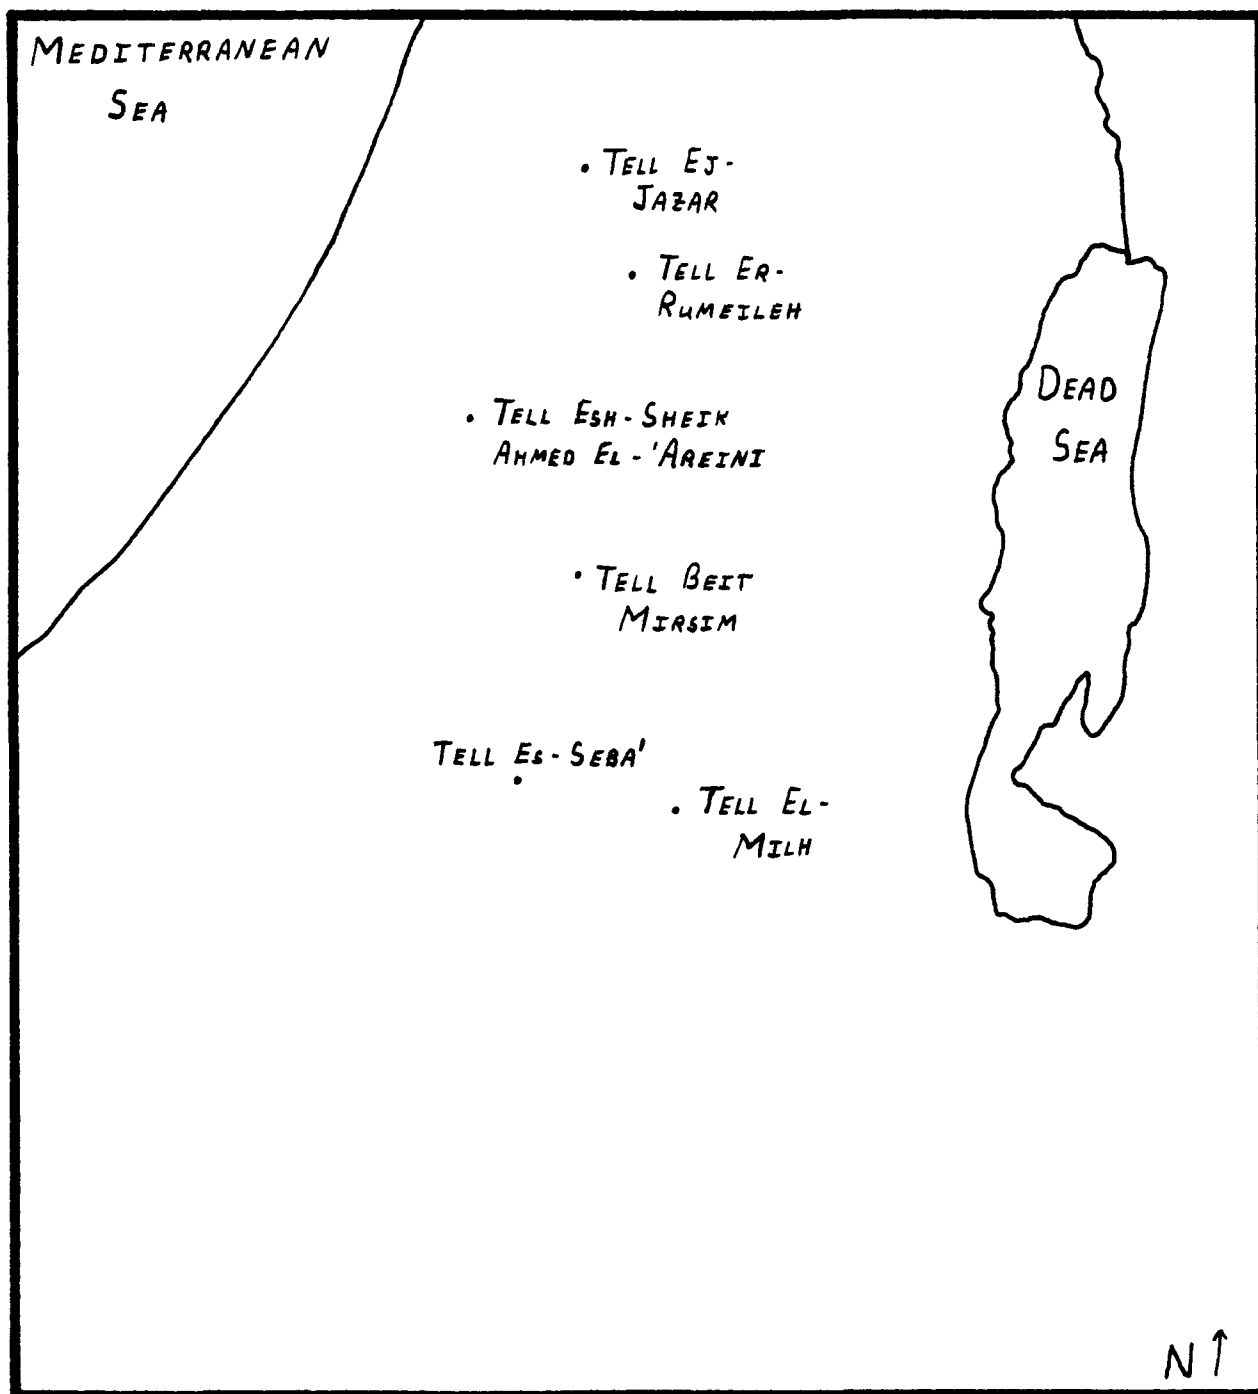 MEDITERRANEAN
SEA
TELL EJ-
JAZAR
TELL ER-
RUMEILEH
DEAD
SEA
TELL ESH-SHEIK
AHMED EL-'AREINI
TELL BEIT
MIRSIM
TELL ES-SEBA'
TELL EL-
MILH
N